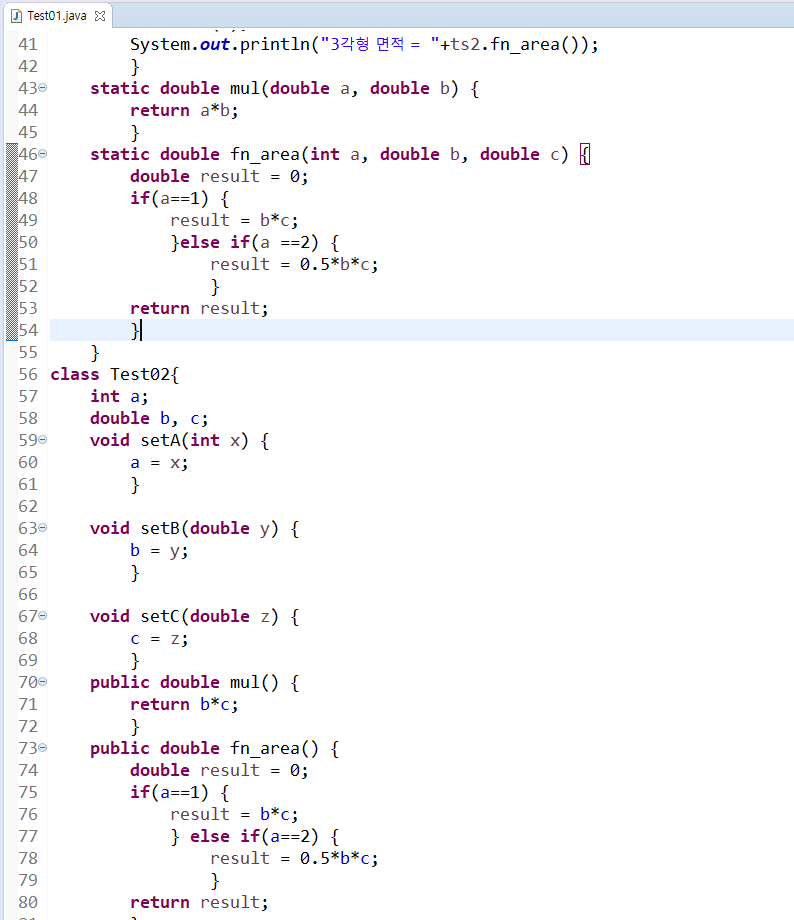 Test01.java
41 System.out.println("3각형 면적 = "+ts2.fn_area());
42 }
43 static double mul(double a, double b) {
44 return a*b;
45 }
46 static double fn_area(int a, double b, double c) {
47 double result = 0;
48 if(a==1) {
49 result = b*c;
50 }else if(a ==2) {
51 result = 0.5*b*c;
52 }
53 return result;
54 }
55 }
56 class Test02{
57 int a;
58 double b, c;
59 void setA(int x) {
60 a = x;
61 }
62
63 void setB(double y) {
64 b = y;
65 }
66
67 void setC(double z) {
68 c = z;
69 }
70 public double mul() {
71 return b*c;
72 }
73 public double fn_area() {
74 double result = 0;
75 if(a==1) {
76 result = b*c;
77 } else if(a==2) {
78 result = 0.5*b*c;
79 }
80 return result;